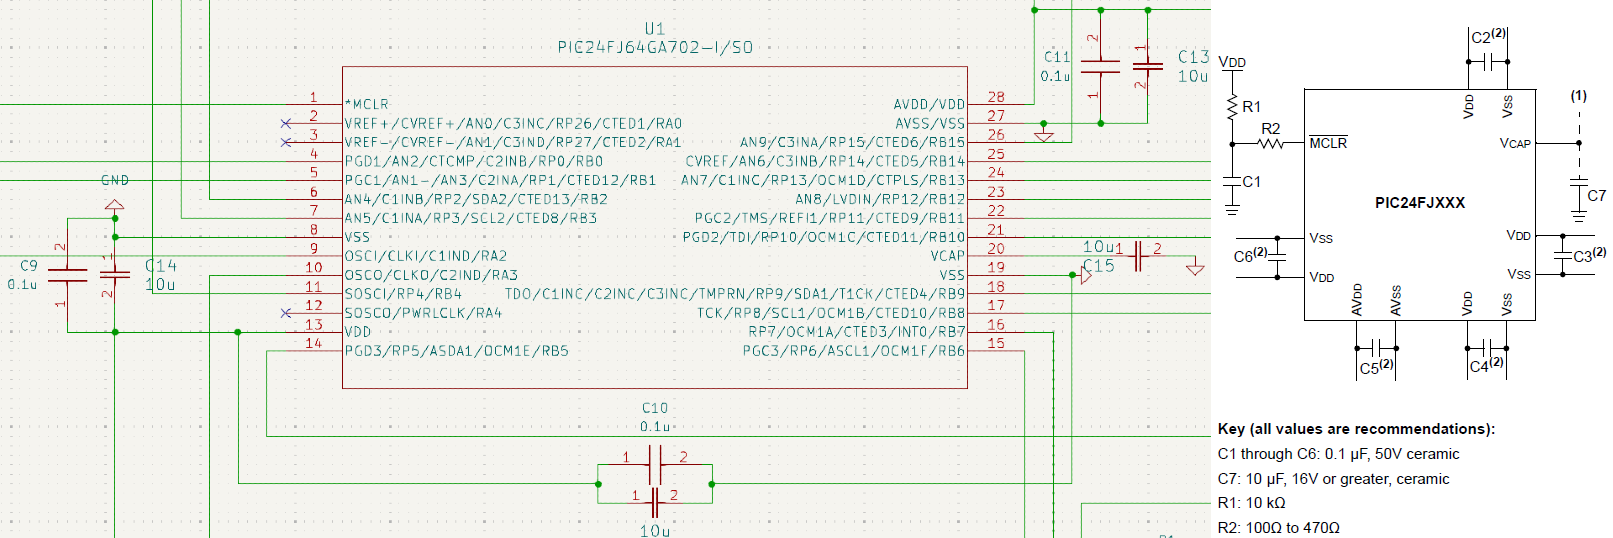 U1
PIC24FJ64GA702-I/SO
1
*MCLR
2
VREF+/CVREF+/AN0/C3INC/RP26/CTED1/RA0
3
VREF-/CVREF-/AN1/C3IND/RP27/CTED2/RA1
4
PGD1/AN2/CTCMP/C2INB/RP0/RB0
5
PGC1/AN1-/AN3/C2INA/RP1/CTED12/RB1
6
AN4/C1INB/RP2/SDA2/CTED13/RB2
7
AN5/C1INA/RP3/SCL2/CTED8/RB3
8
VSS
9
OSCI/CLKI/C1IND/RA2
10
OSCO/CLKO/C2IND/RA3
11
SOSCI/RP4/RB4
12
SOSCO/PWRLCLK/RA4
13
VDD
14
PGD3/RP5/ASDA1/OCM1E/RB5
AVDD/VDD
28
AVSS/VSS
27
AN9/C3INA/RP15/CTED6/RB15
26
CVREF/AN6/C3INB/RP14/CTED5/RB14
25
AN7/C1INC/RP13/OCM1D/CTPLS/RB13
24
AN8/LVDIN/RP12/RB12
23
PGC2/TMS/REFI1/RP11/CTED9/RB11
22
PGD2/TDI/RP10/OCM1C/CTED11/RB10
21
VCAP
20
VSS
19
TDO/C1INC/C2INC/C3INC/TMPRN/RP9/SDA1/T1CK/CTED4/RB9
18
TCK/RP8/SCL1/OCM1B/CTED10/RB8
17
RP7/OCM1A/CTED3/INT0/RB7
16
PGC3/RP6/ASCL1/OCM1F/RB6
15
GND
2
C9
0.1u
1
1
C14
10u
2
2
C11
0.1u
1
1
C13
10u
2
10u
1
2
C15
C10
0.1u
1
2
1
2
10u
VDD
R1
R2
C1
MCLR
C2(2)
VDD
VSS
(1)
VCAP
C7
PIC24FJXXX
VSS
C6(2)
VDD
VDD
C3(2)
VSS
AVDD
AVSS
VDD
VSS
C5(2)
C4(2)
Key (all values are recommendations):
C1 through C6: 0.1 µF, 50V ceramic
C7: 10 µF, 16V or greater, ceramic
R1: 10 kΩ
R2: 100Ω to 470Ω